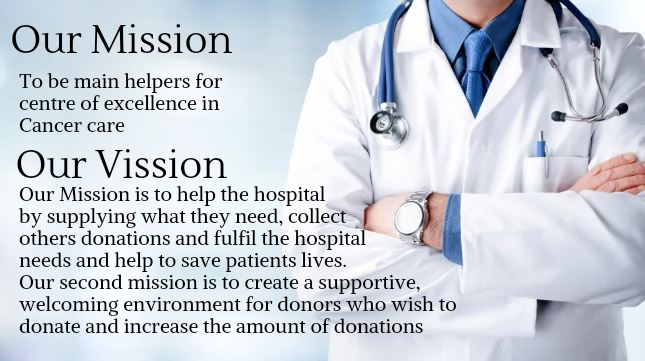 Our Mission
To be main helpers for
centre of excellence in
Cancer care
Our Vission
Our Mission is to help the hospital
by supplying what they need, collect
others donations and fulfil the hospital
needs and help to save patients lives.
Our second mission is to create a supportive,
welcoming environment for donors who wish to
donate and increase the amount of donations